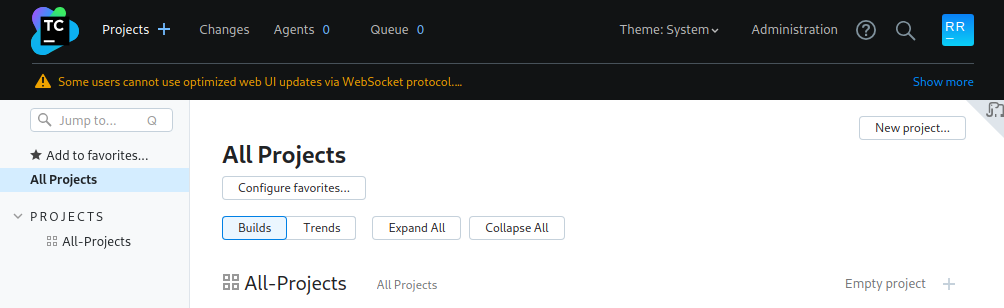 TC Projects + Changes Agents 0 Queue 0 Theme: System Administration ? RR
Some users cannot use optimized web UI updates via WebSocket protocol.... Show more
Jump to... Q
New project...
Add to favorites...
All Projects
All Projects
Configure favorites...
PROJECTS
Builds Trends Expand All Collapse All
All-Projects
All-Projects All Projects Empty project +